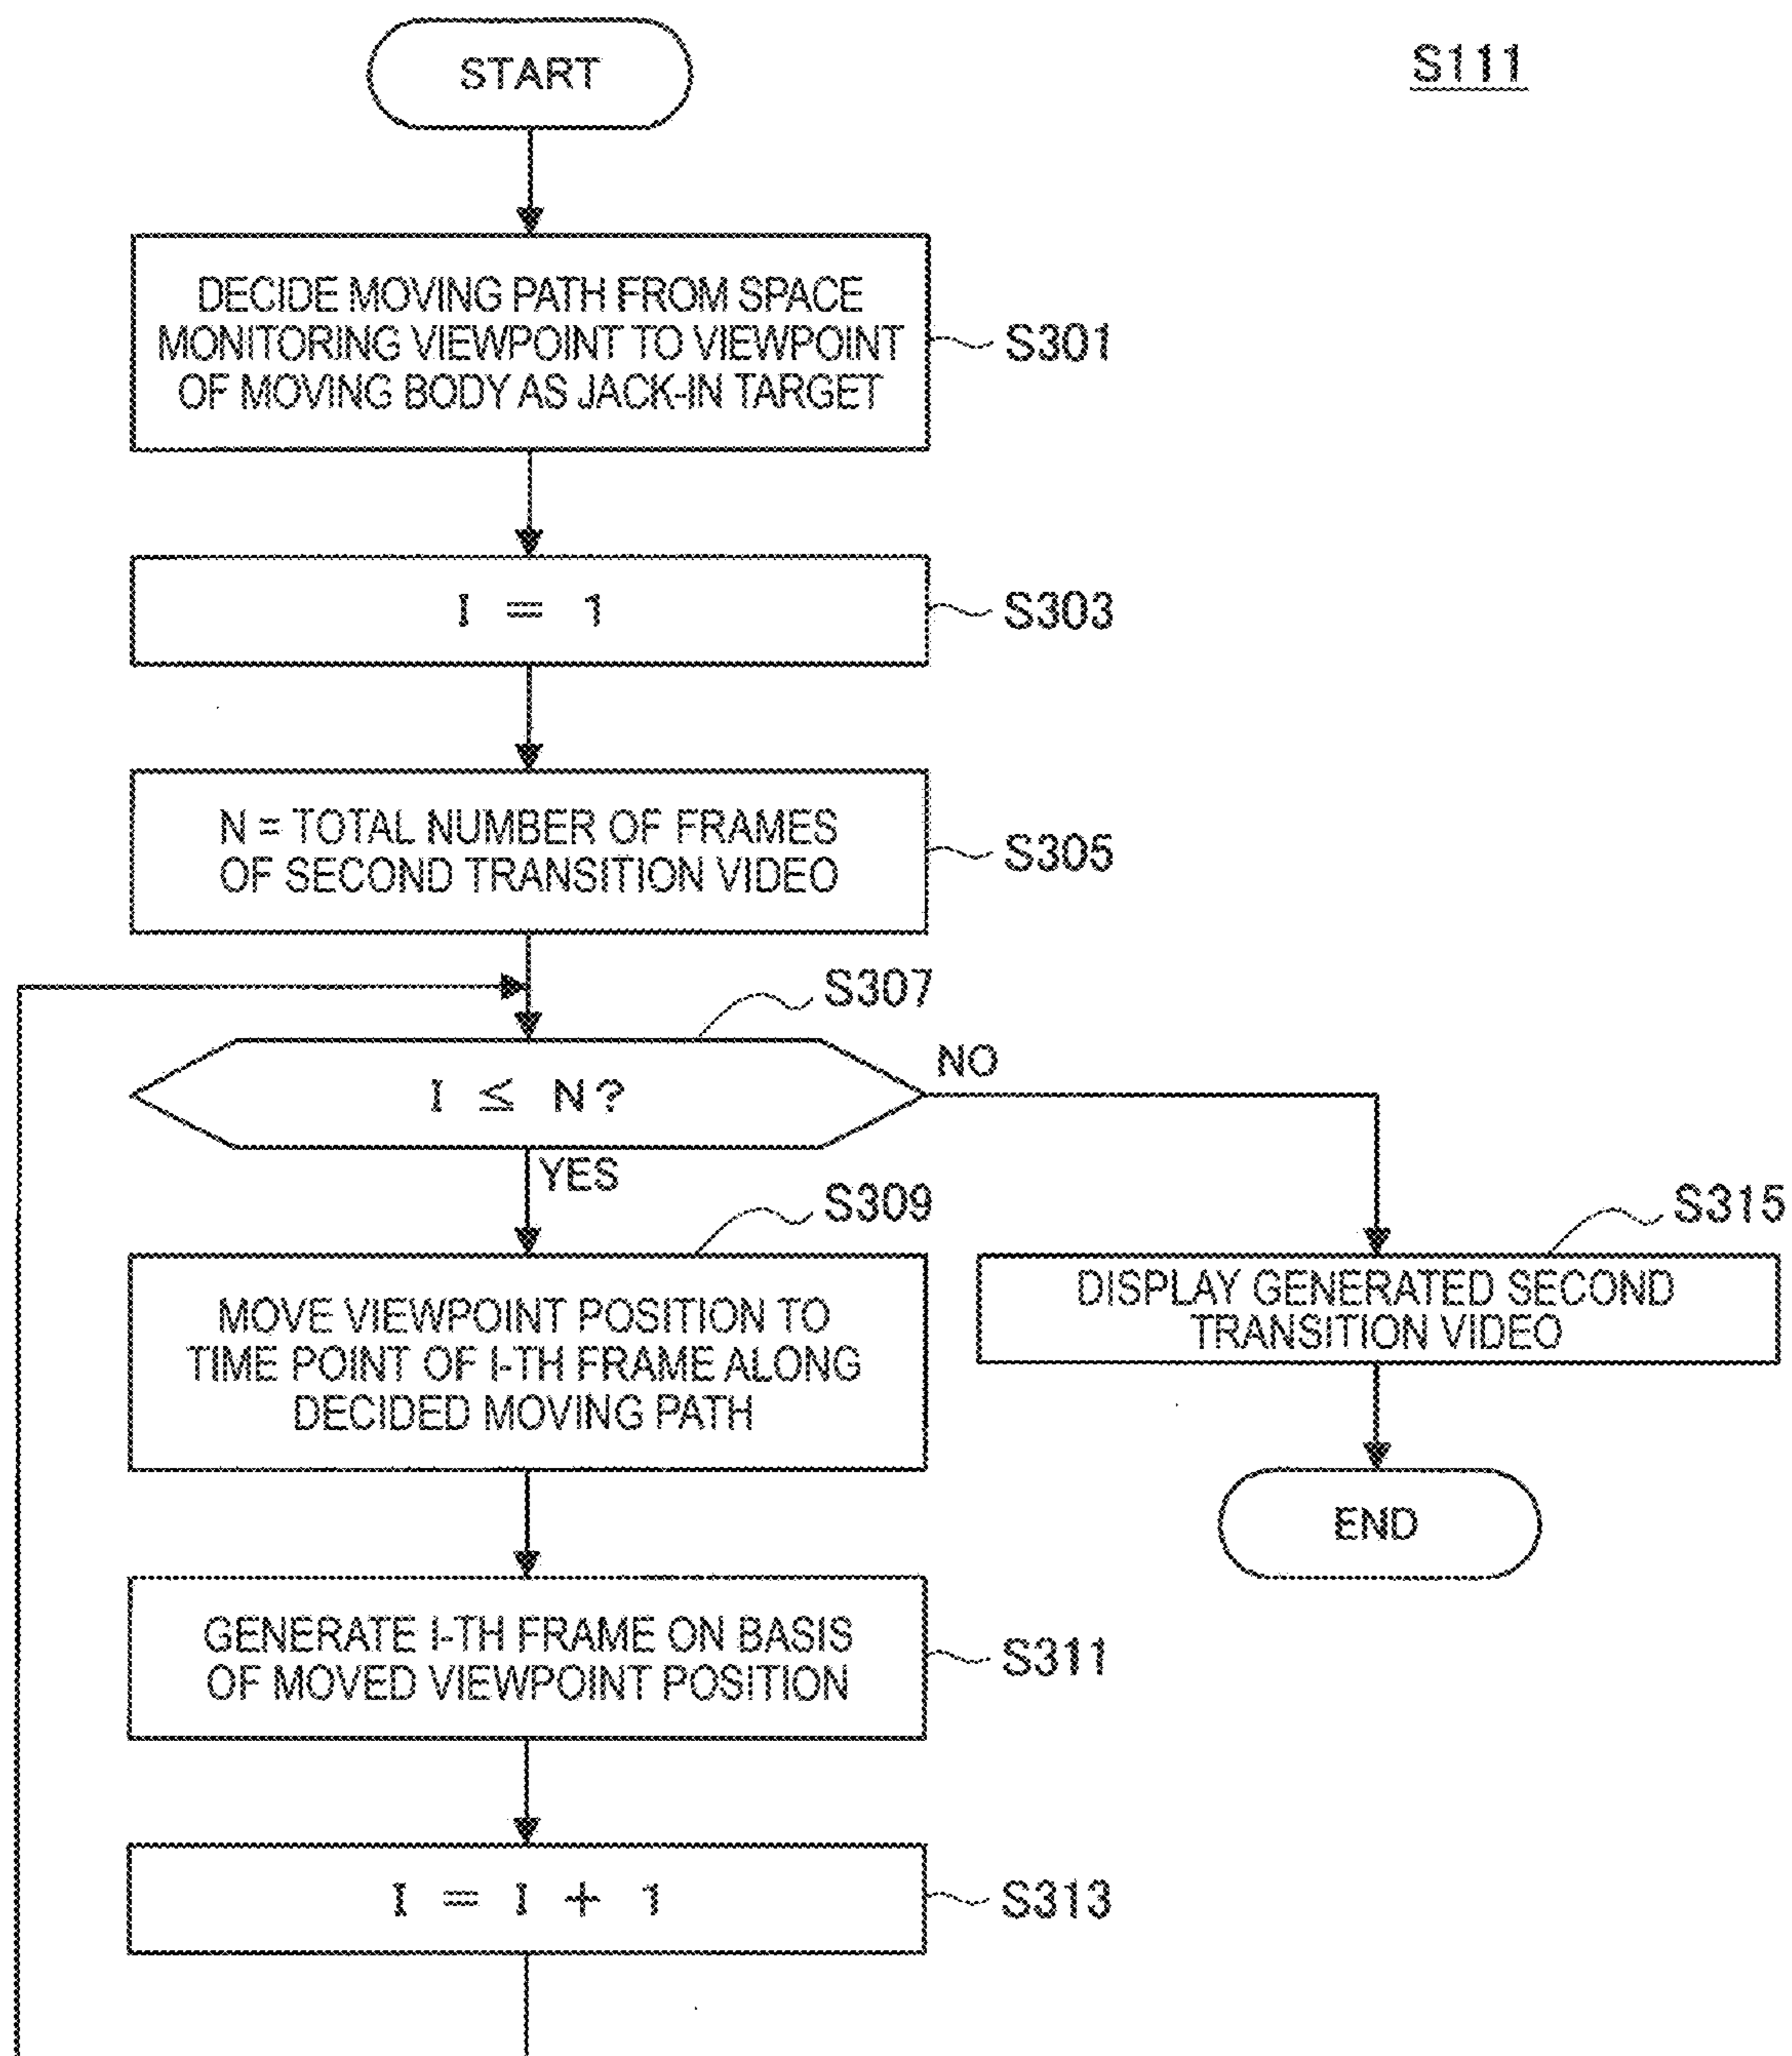 START
S111
DECIDE MOVING PATH FROM SPACE
MONITORING VIEWPOINT TO VIEWPOINT
OF MOVING BODY AS JACK-IN TARGET
S301
I = 1
S303
N = TOTAL NUMBER OF FRAMES
OF SECOND TRANSITION VIDEO
S305
S307
I ≤ N?
NO
YES
S309
MOVE VIEWPOINT POSITION TO
TIME POINT OF I-TH FRAME ALONG
DECIDED MOVING PATH
S315
DISPLAY GENERATED SECOND
TRANSITION VIDEO
END
GENERATE I-TH FRAME ON BASIS
OF MOVED VIEWPOINT POSITION
S311
I = I + 1
S313